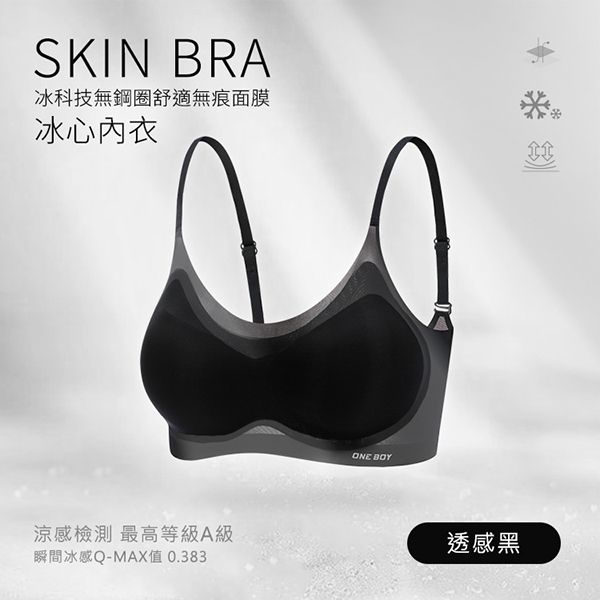 SKIN BRA
冰科技無鋼圈舒適無痕面膜
冰心內衣
ONE BOY
涼感檢測 最高等級A級
瞬間冰感Q-MAX值 0.383
透感黑